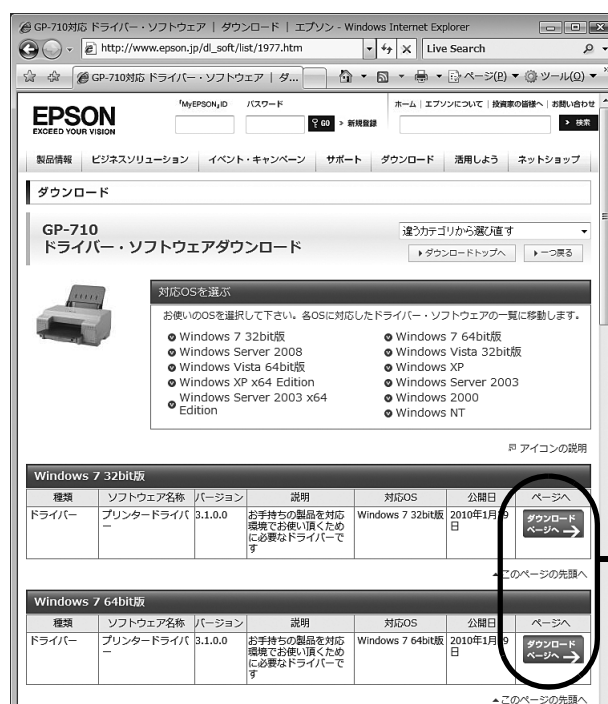 GP-710対応 ドライバー・ソフトウェア | ダウンロード | エプソン - Windows Internet Explorer
http://www.epson.jp/dl_soft/list/1977.htm
Live Search
GP-710対応 ドライバー・ソフトウェア | ダ...
ページ(P)
ツール(O)
EPSON
EXCEED YOUR VISION
「MyEPSON」ID
パスワード
GO
新規登録
ホーム | エプソンについて | 投資家の皆様へ | お問い合わせ
検索
製品情報
ビジネスソリューション
イベント・キャンペーン
サポート
ダウンロード
活用しよう
ネットショップ
ダウンロード
GP-710
ドライバー・ソフトウェアダウンロード
違うカテゴリから選び直す
ダウンロードトップへ
一つ戻る
対応OSを選ぶ
お使いのOSを選択して下さい。各OSに対応したドライバー・ソフトウェアの一覧に移動します。
Windows 7 32bit版
Windows 7 64bit版
Windows Server 2008
Windows Vista 32bit版
Windows Vista 64bit版
Windows XP
Windows XP x64 Edition
Windows Server 2003
Windows Server 2003 x64
Edition
Windows 2000
Windows NT
アイコンの説明
Windows 7 32bit版
種類 ソフトウェア名称 バージョン 説明 対応OS 公開日 ページへ
ドライバー プリンタードライバ 3.1.0.0 お手持ちの製品を対応 Windows 7 32bit版 2010年1月 9 ダウンロード
ー 環境でお使い頂くため 日 ページへ
に必要なドライバーで
す
このページの先頭へ
Windows 7 64bit版
種類 ソフトウェア名称 バージョン 説明 対応OS 公開日 ページへ
ドライバー プリンタードライバ 3.1.0.0 お手持ちの製品を対応 Windows 7 64bit版 2010年1月 9 ダウンロード
ー 環境でお使い頂くため 日 ページへ
に必要なドライバーで
す
このページの先頭へ